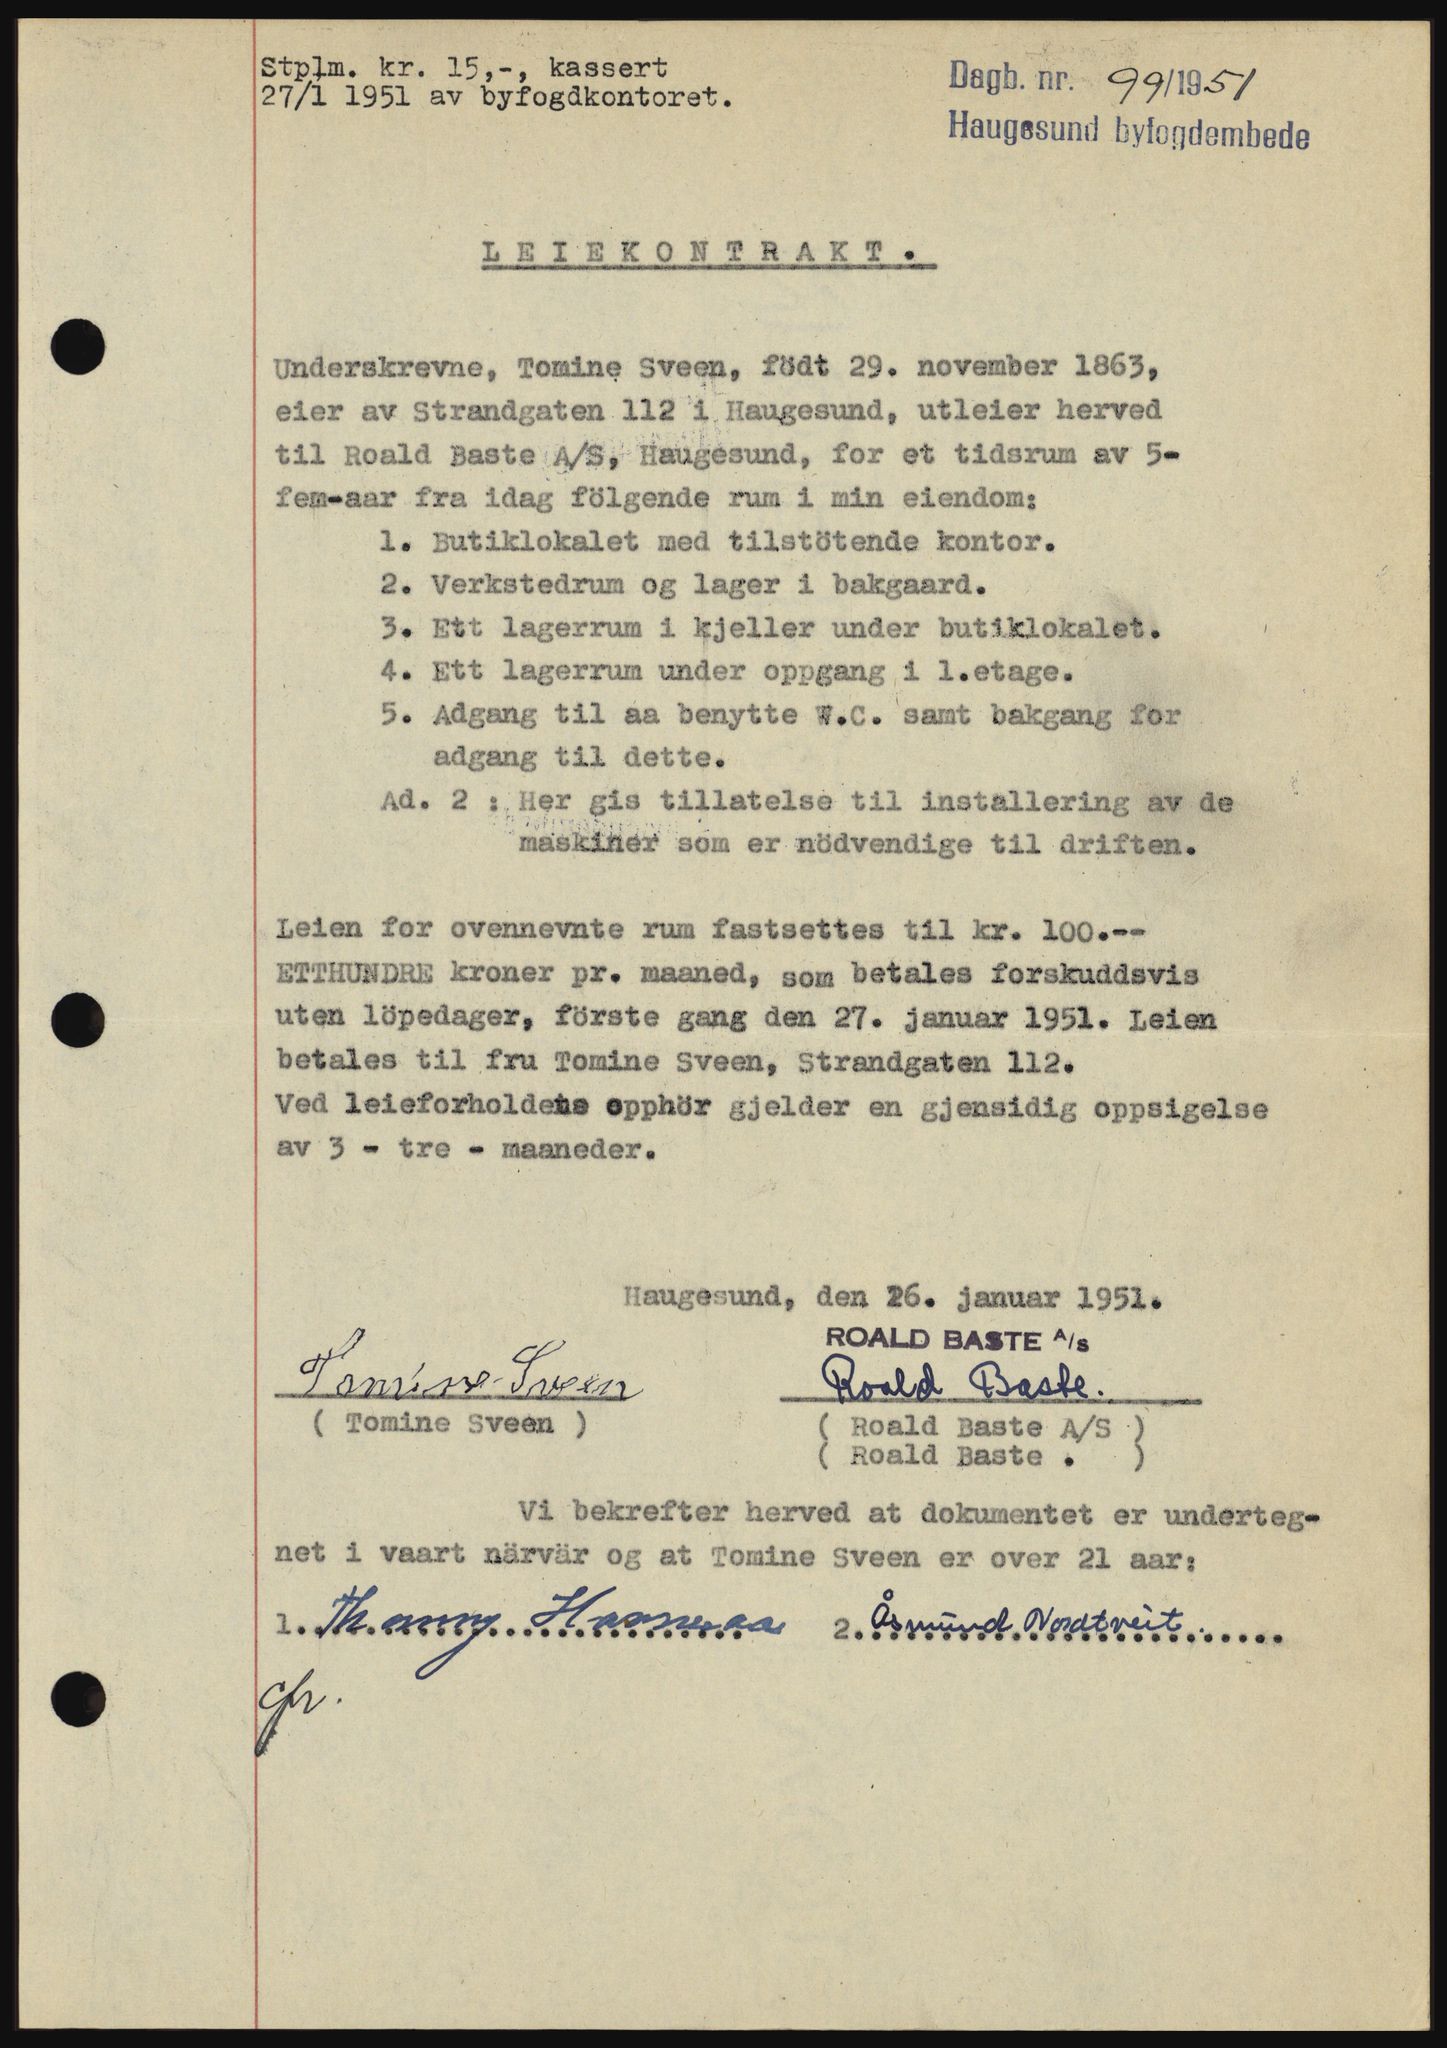 Stplm. kr. 15,-, kassert
27/1 1951 av byfogdkontoret.
Dagb. nr. 99/1951
Haugesund byfogdembede
LEIEKONTRAKT.
Underskrevne, Tomine Sveen, födt 29. november 1863,
eier av Strandgaten 112 i Haugesund, utleier herved
til Roald Baste A/S, Haugesund, for et tidsrum av 5-
fem-aar fra idag fölgende rum i min eiendom:
1. Butiklokalet med tilstötende kontor.
2. Verkstedrum og lager i bakgaard.
3. Ett lagerrum i kjeller under butiklokalet.
4. Ett lagerrum under oppgang i 1.etage.
5. Adgang til aa benytte W.C. samt bakgang for
adgang til dette.
Ad. 2 : Her gis tillatelse til installering av de
maskiner som er nödvendige til driften.
Leien for ovennevnte rum fastsettes til kr. 100.--
ETTHUNDRE kroner pr. maaned, som betales forskuddsvis
uten löpedager, förste gang den 27. januar 1951. Leien
betales til fru Tomine Sveen, Strandgaten 112.
Ved leieforholdets opphör gjelder en gjensidig oppsigelse
av 3 - tre - maaneder.
Haugesund, den 26. januar 1951.
ROALD BASTE A/S
Tomine Sveen
Roald Baste.
( Tomine Sveen )
( Roald Baste A/S )
( Roald Baste . )
Vi bekrefter herved at dokumentet er underteg-
net i vaart närvär og at Tomine Sveen er over 21 aar:
1. Th.
2. Åsmund Nordtveit